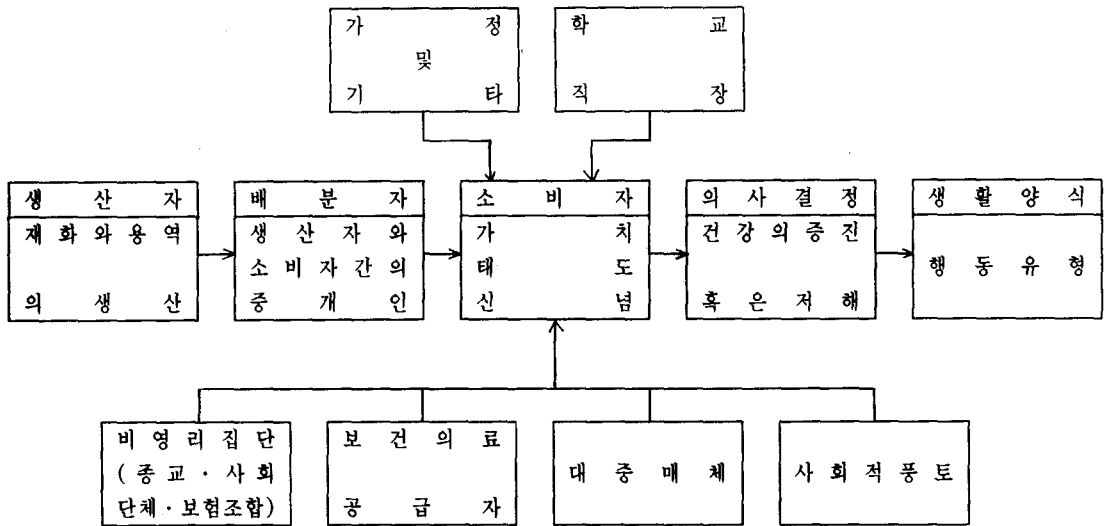 가정
및
기타
학교
직장
생산자
재화와용역
의생산
배분자
생산자와
소비자간의
중개인
소비자
가치
태도
신념
의사결정
건강의증진
혹은저해
생활양식
행동유형
비영리집단
(종교·사회
단체·보험조합)
보건의료
공급자
대중매체
사회적풍토